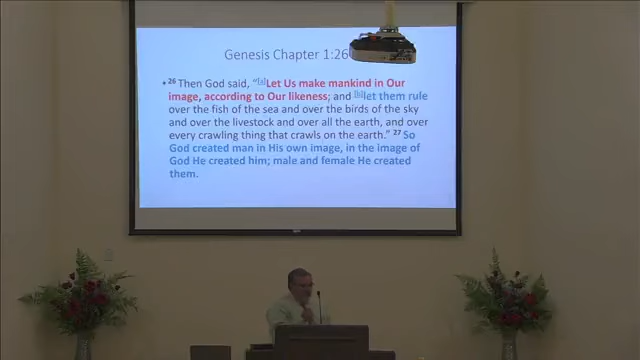 Genesis Chapter 1:26
• 26 Then God said, "[a]Let Us make mankind in Our
image, according to Our likeness; and [b]let them rule
over the fish of the sea and over the birds of the sky
and over the livestock and over all the earth, and over
every crawling thing that crawls on the earth." 27 So
God created man in His own image, in the image of
God He created him; male and female He created
them.